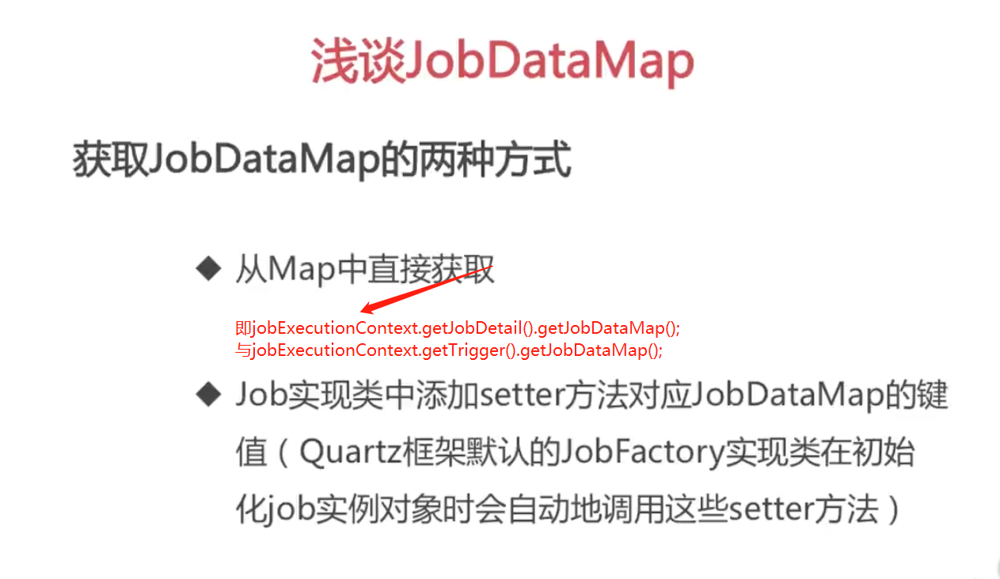 浅谈JobDataMap
获取JobDataMap的两种方式
◆ 从Map中直接获取
即jobExecutionContext.getJobDetail().getJobDataMap();
与jobExecutionContext.getTrigger().getJobDataMap();
◆ Job实现类中添加setter方法对应JobDataMap的键
值（Quartz框架默认的JobFactory实现类在初始
化job实例对象时会自动地调用这些setter方法）